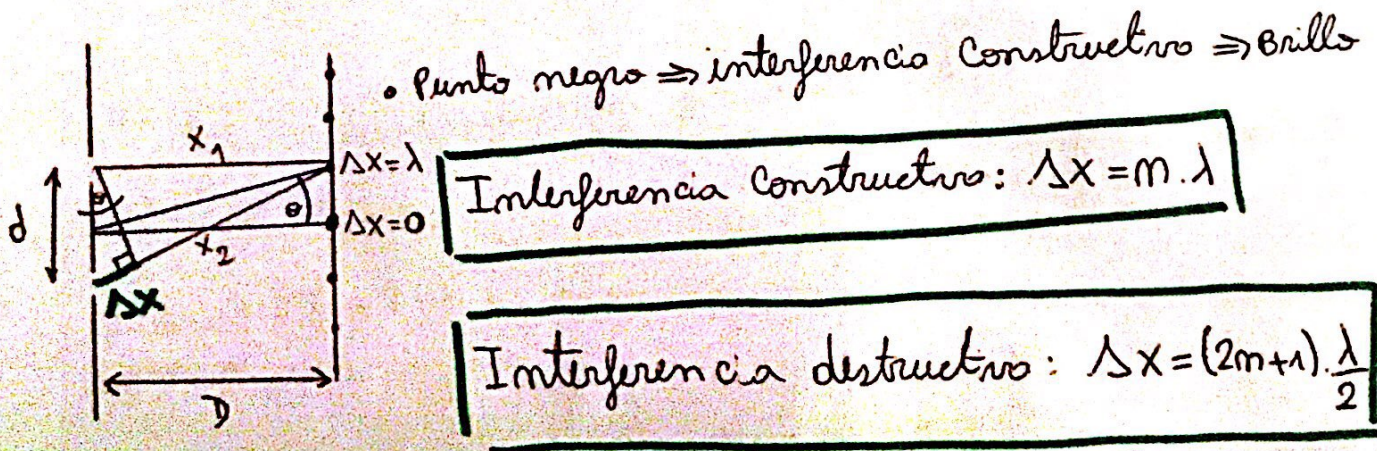 • Punto negro ⇒ interferencia Constructivo ⇒ Brillo
x₁
Δx=λ
Interferencia Constructivo: Δx = m.λ
θ
θ
d
Δx=0
x₂
Δx
Interferencia destructivo: Δx = (2m+1).λ/2
D